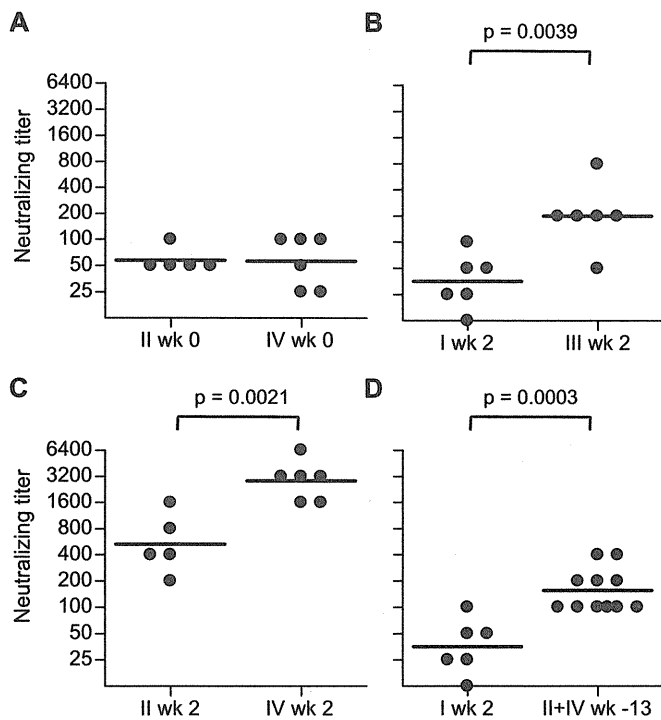 A
B
p = 0.0039
Neutralizing titer
6400
3200
1600
800
400
200
100
50
25
II wk 0
IV wk 0
I wk 2
III wk 2
C
D
p = 0.0021
p = 0.0003
Neutralizing titer
6400
3200
1600
800
400
200
100
50
25
II wk 2
IV wk 2
I wk 2
II+IV wk -13